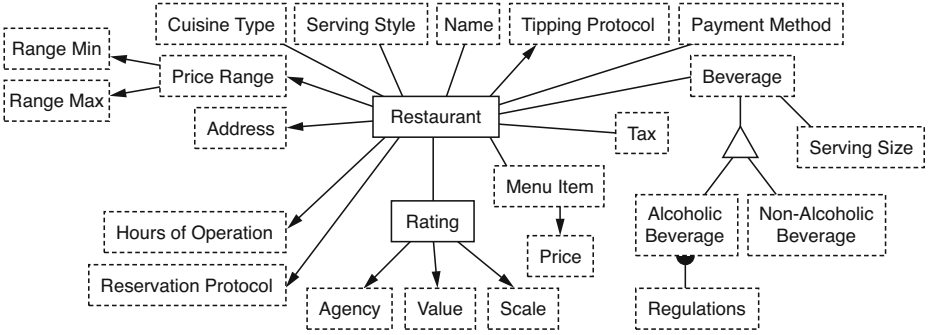 Cuisine Type
Serving Style
Name
Tipping Protocol
Payment Method
Range Min
Price Range
Beverage
Range Max
Restaurant
Address
Tax
Serving Size
Menu Item
Rating
Alcoholic
Beverage
Non-Alcoholic
Beverage
Hours of Operation
Price
Reservation Protocol
Agency
Value
Scale
Regulations